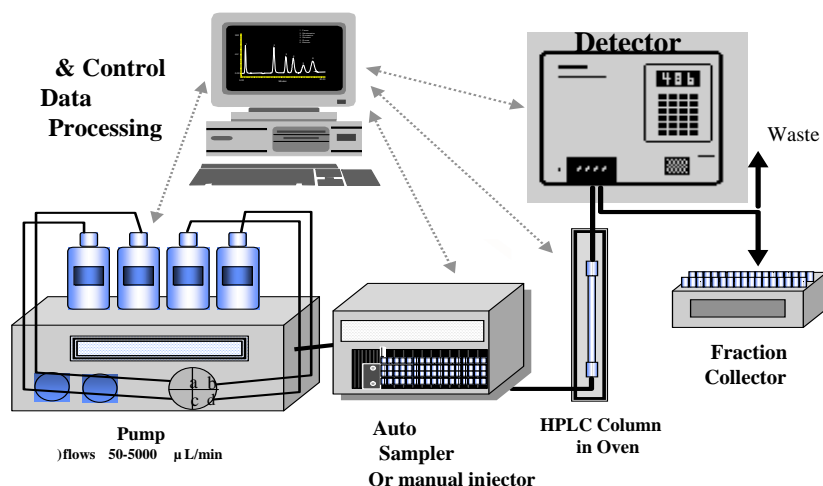 & Control
Data
Processing
Detector
486
Waste
a b
c d
Fraction
Collector
HPLC Column
in Oven
Pump
)flows 50-5000 µ L/min
Auto
Sampler
Or manual injector